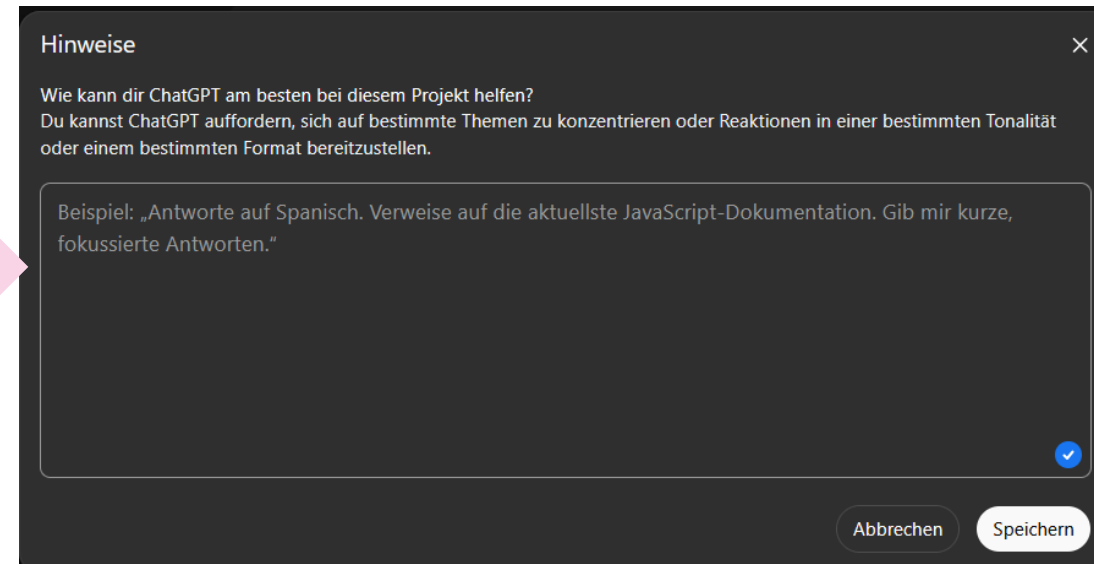 Hinweise
Wie kann dir ChatGPT am besten bei diesem Projekt helfen?
Du kannst ChatGPT auffordern, sich auf bestimmte Themen zu konzentrieren oder Reaktionen in einer bestimmten Tonalität
oder einem bestimmten Format bereitzustellen.
Beispiel: „Antworte auf Spanisch. Verweise auf die aktuellste JavaScript-Dokumentation. Gib mir kurze,
fokussierte Antworten.“
Abbrechen Speichern